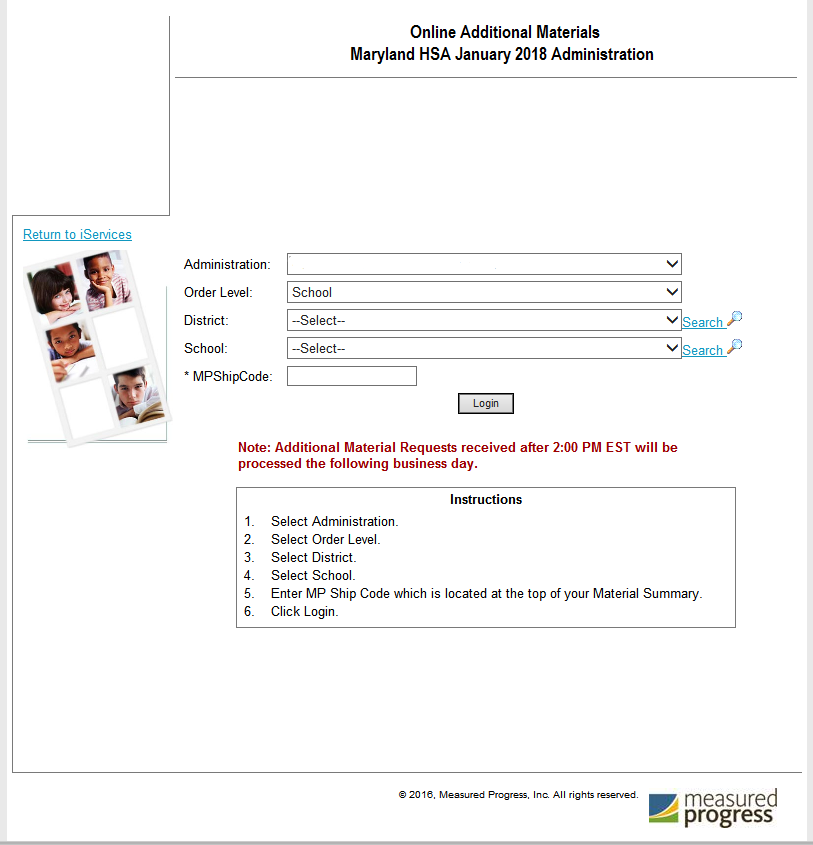 Online Additional Materials
Maryland HSA January 2018 Administration
Return to iServices
Administration:
Order Level: School
District: --Select-- Search
School: --Select-- Search
* MPShipCode:
Login
Note: Additional Material Requests received after 2:00 PM EST will be
processed the following business day.
Instructions
1. Select Administration.
2. Select Order Level.
3. Select District.
4. Select School.
5. Enter MP Ship Code which is located at the top of your Material Summary.
6. Click Login.
© 2016, Measured Progress, Inc. All rights reserved.
measured
progress